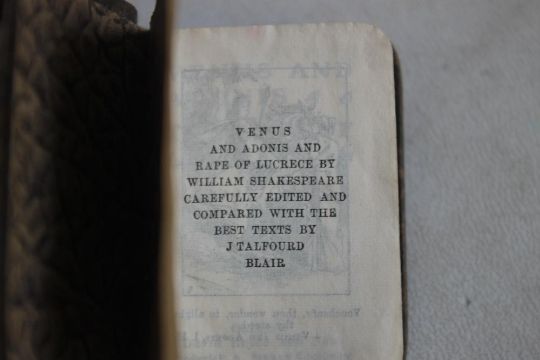 VENUS
AND ADONIS AND
RAPE OF LUCRECE BY
WILLIAM SHAKESPEARE
CAREFULLY EDITED AND
COMPARED WITH THE
BEST TEXTS BY
J TALFOURD
BLAIR